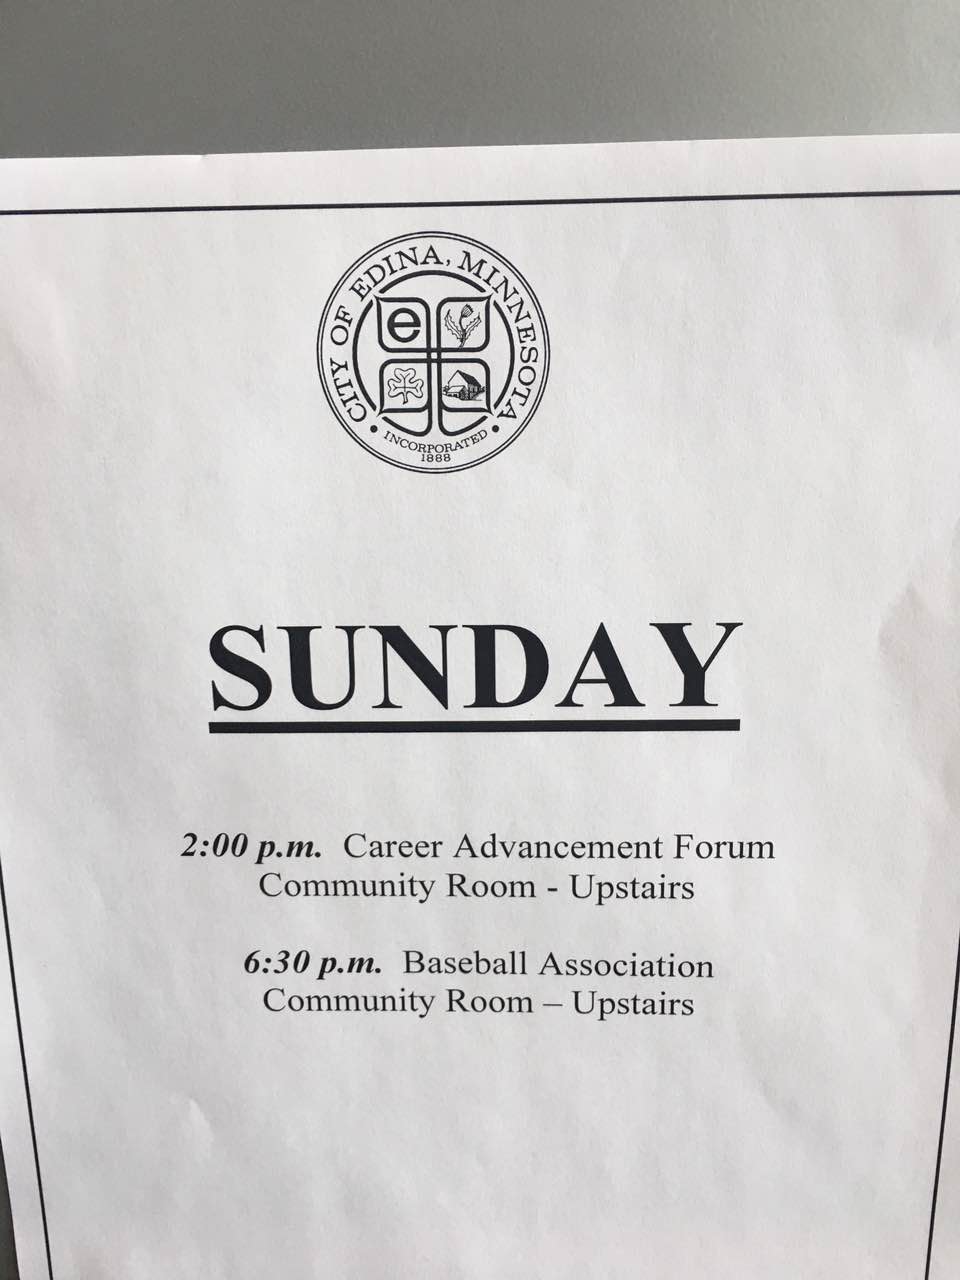 CITY OF EDINA, MINNESOTA
e
• INCORPORATED •
1888
SUNDAY
2:00 p.m. Career Advancement Forum
Community Room - Upstairs
6:30 p.m. Baseball Association
Community Room – Upstairs